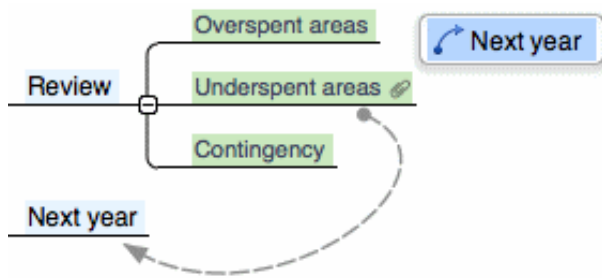 Overspent areas
Next year
Review
Underspent areas
Contingency
Next year